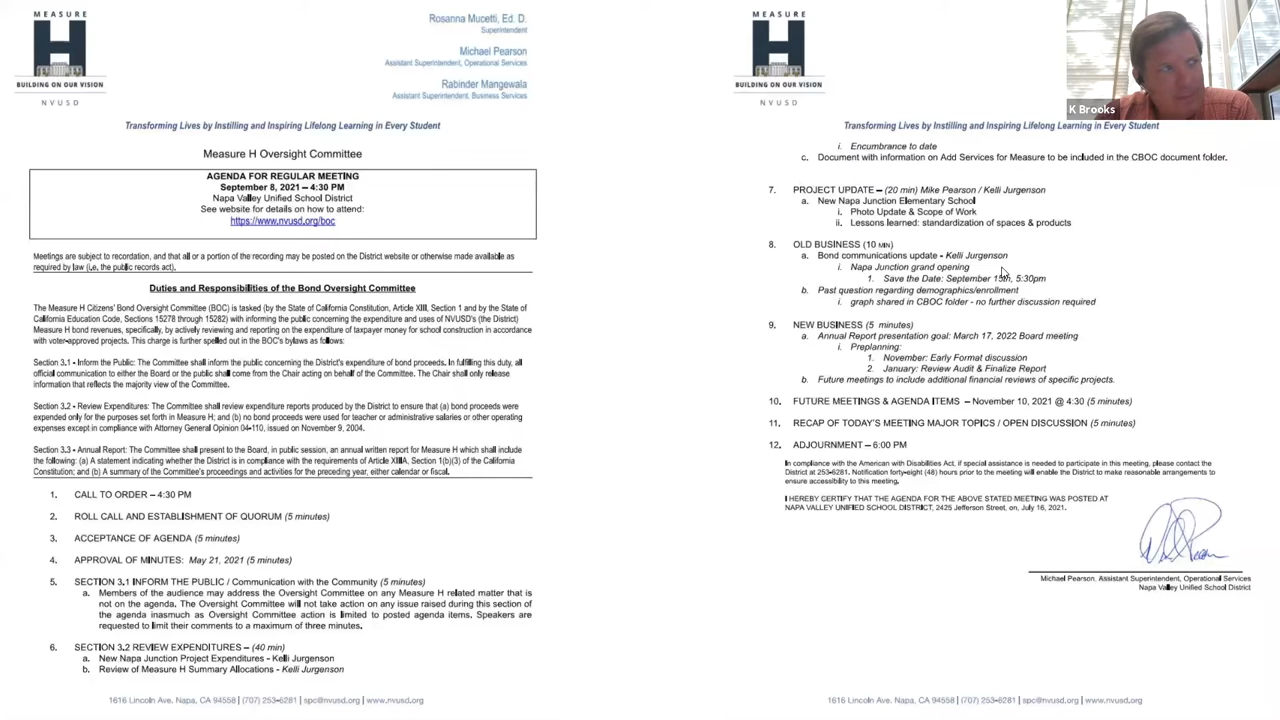 MEASURE
BUILDING ON OUR VISION
NVUSD
Rosanna Mucetti, Ed. D.
Superintendent
Michael Pearson
Assistant Superintendent, Operational Services
Rabinder Mangewala
Assistant Superintendent, Business Services
Transforming Lives by Instilling and Inspiring Lifelong Learning in Every Student
Measure H Oversight Committee
AGENDA FOR REGULAR MEETING
September 8, 2021 – 4:30 PM
Napa Valley Unified School District
See website for details on how to attend:
https://www.nvusd.org/boc
Meetings are subject to recordation, and that all or a portion of the recording may be posted on the District website or otherwise made available as
required by law (i.e, the public records act).
Duties and Responsibilities of the Bond Oversight Committee
The Measure H Citizens' Bond Oversight Committee (BOC) is tasked (by the State of California Constitution, Article XIII, Section 1 and by the State of
California Education Code, Sections 15278 through 15282) with informing the public concerning the expenditure and uses of NVUSD's (the District)
Measure H bond revenues, specifically, by actively reviewing and reporting on the expenditure of taxpayer money for school construction in accordance
with voter-approved projects. This charge is further spelled out in the BOC's bylaws as follows:
Section 3.1 - Inform the Public: The Committee shall inform the public concerning the District's expenditure of bond proceeds. In fulfilling this duty, all
official communication to either the Board or the public shall come from the Chair acting on behalf of the Committee. The Chair shall only release
information that reflects the majority view of the Committee.
Section 3.2 - Review Expenditures: The Committee shall review expenditure reports produced by the District to ensure that (a) bond proceeds were
expended only for the purposes set forth in Measure H; and (b) no bond proceeds were used for teacher or administrative salaries or other operating
expenses except in compliance with Attorney General Opinion 04-110, issued on November 9, 2004.
Section 3.3 - Annual Report: The Committee shall present to the Board, in public session, an annual written report for Measure H which shall include
the following: (a) A statement indicating whether the District is in compliance with the requirements of Article XIIIA, Section 1(b)(3) of the California
Constitution; and (b) A summary of the Committee's proceedings and activities for the preceding year, either calendar or fiscal.
1. CALL TO ORDER – 4:30 PM
2. ROLL CALL AND ESTABLISHMENT OF QUORUM (5 minutes)
3. ACCEPTANCE OF AGENDA (5 minutes)
4. APPROVAL OF MINUTES: May 21, 2021 (5 minutes)
5. SECTION 3.1 INFORM THE PUBLIC / Communication with the Community (5 minutes)
a. Members of the audience may address the Oversight Committee on any Measure H related matter that is
not on the agenda. The Oversight Committee will not take action on any issue raised during this section of
the agenda inasmuch as Oversight Committee action is limited to posted agenda items. Speakers are
requested to limit their comments to a maximum of three minutes.
6. SECTION 3.2 REVIEW EXPENDITURES – (40 min)
a. New Napa Junction Project Expenditures - Kelli Jurgenson
b. Review of Measure H Summary Allocations - Kelli Jurgenson
1616 Lincoln Ave. Napa, CA 94558 | (707) 253-6281 | spc@nvusd.org | www.nvusd.org
MEASURE
BUILDING ON OUR VISION
NVUSD
K Brooks
Transforming Lives by Instilling and Inspiring Lifelong Learning in Every Student
i. Encumbrance to date
c. Document with information on Add Services for Measure to be included in the CBOC document folder.
7. PROJECT UPDATE – (20 min) Mike Pearson / Kelli Jurgenson
a. New Napa Junction Elementary School
i. Photo Update & Scope of Work
ii. Lessons learned: standardization of spaces & products
8. OLD BUSINESS (10 MIN)
a. Bond communications update - Kelli Jurgenson
i. Napa Junction grand opening
1. Save the Date: September 15th, 5:30pm
b. Past question regarding demographics/enrollment
i. graph shared in CBOC folder - no further discussion required
9. NEW BUSINESS (5 minutes)
a. Annual Report presentation goal: March 17, 2022 Board meeting
i. Preplanning:
1. November: Early Format discussion
2. January: Review Audit & Finalize Report
b. Future meetings to include additional financial reviews of specific projects.
10. FUTURE MEETINGS & AGENDA ITEMS – November 10, 2021 @ 4:30 (5 minutes)
11. RECAP OF TODAY'S MEETING MAJOR TOPICS / OPEN DISCUSSION (5 minutes)
12. ADJOURNMENT – 6:00 PM
In compliance with the American with Disabilities Act, if special assistance is needed to participate in this meeting, please contact the
District at 253-6281. Notification forty-eight (48) hours prior to the meeting will enable the District to make reasonable arrangements to
ensure accessibility to this meeting.
I HEREBY CERTIFY THAT THE AGENDA FOR THE ABOVE STATED MEETING WAS POSTED AT
NAPA VALLEY UNIFIED SCHOOL DISTRICT, 2425 Jefferson Street, on, July 16, 2021.
Michael Pearson, Assistant Superintendent, Operational Services
Napa Valley Unified School District
1616 Lincoln Ave. Napa, CA 94558 | (707) 253-6281 | spc@nvusd.org | www.nvusd.org